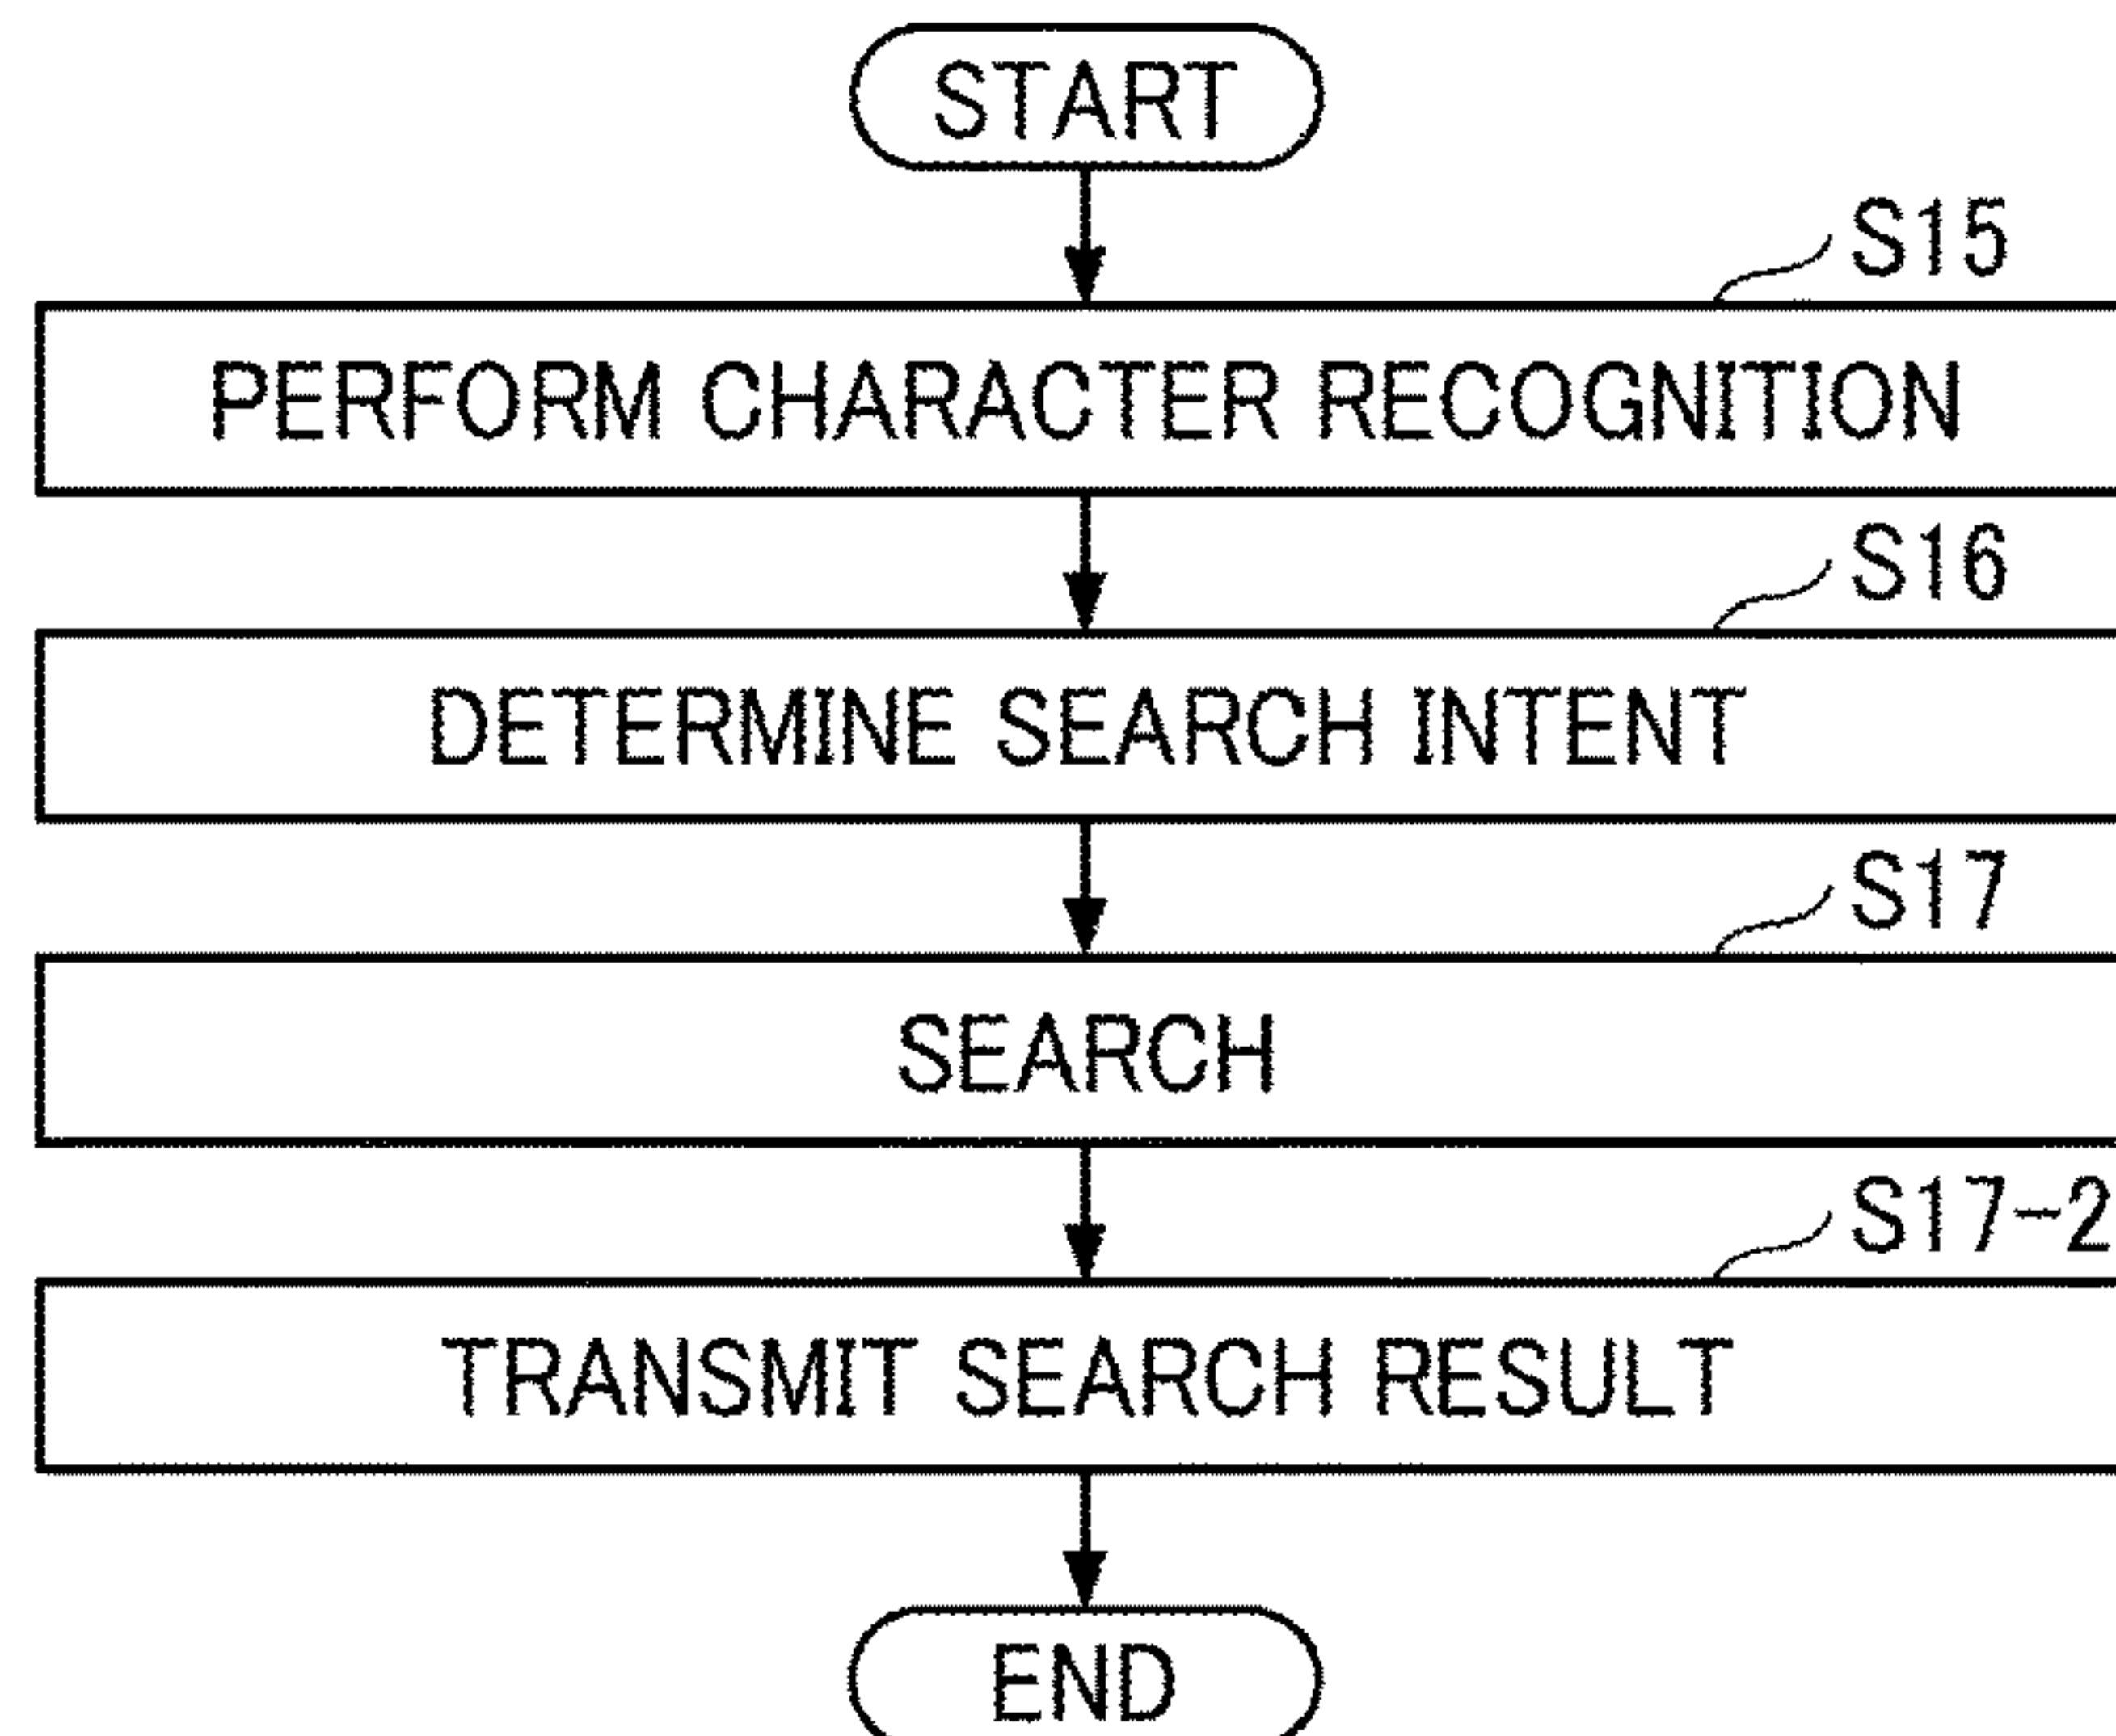 START
S15
PERFORM CHARACTER RECOGNITION
S16
DETERMINE SEARCH INTENT
S17
SEARCH
S17-2
TRANSMIT SEARCH RESULT
END